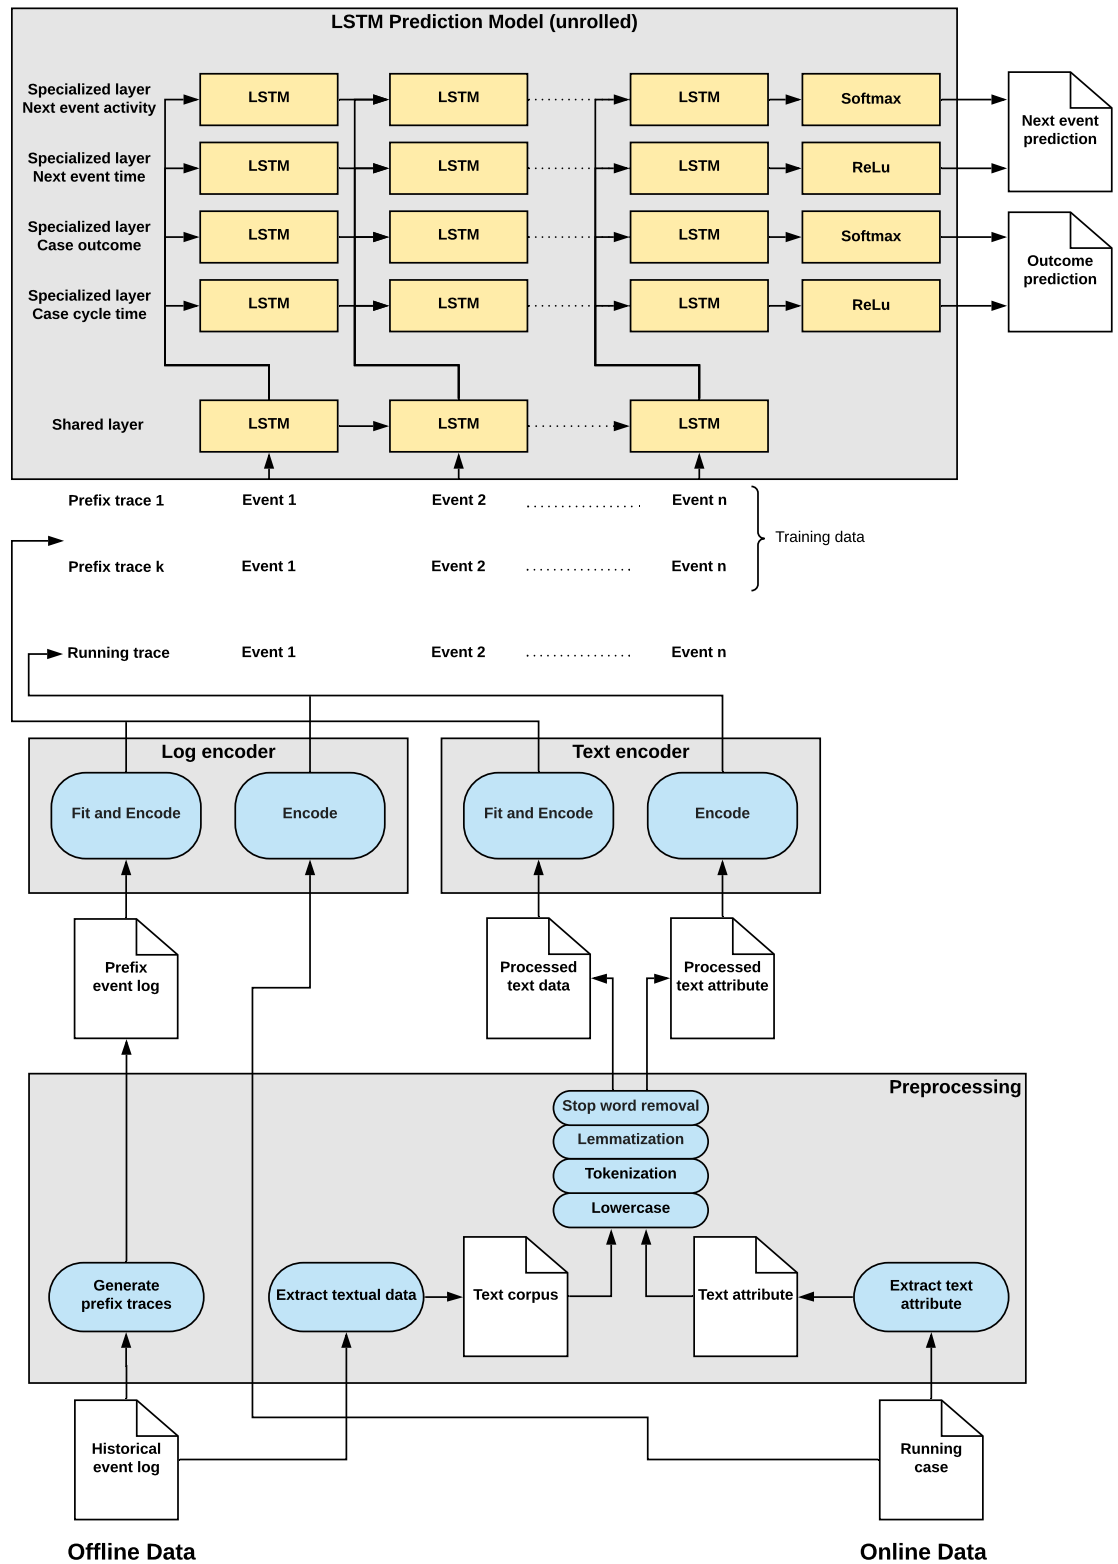 LSTM Prediction Model (unrolled)
Specialized layer
Next event activity
LSTM
LSTM
LSTM
Softmax
Next event
prediction
Specialized layer
Next event time
LSTM
LSTM
LSTM
ReLu
Specialized layer
Case outcome
LSTM
LSTM
LSTM
Softmax
Outcome
prediction
Specialized layer
Case cycle time
LSTM
LSTM
LSTM
ReLu
Shared layer
LSTM
LSTM
LSTM
Prefix trace 1
Event 1
Event 2
Event n
Training data
Prefix trace k
Event 1
Event 2
Event n
Running trace
Event 1
Event 2
Event n
Log encoder
Fit and Encode
Encode
Text encoder
Fit and Encode
Encode
Prefix
event log
Processed
text data
Processed
text attribute
Preprocessing
Stop word removal
Lemmatization
Tokenization
Lowercase
Generate
prefix traces
Extract textual data
Text corpus
Text attribute
Extract text
attribute
Historical
event log
Running
case
Offline Data
Online Data